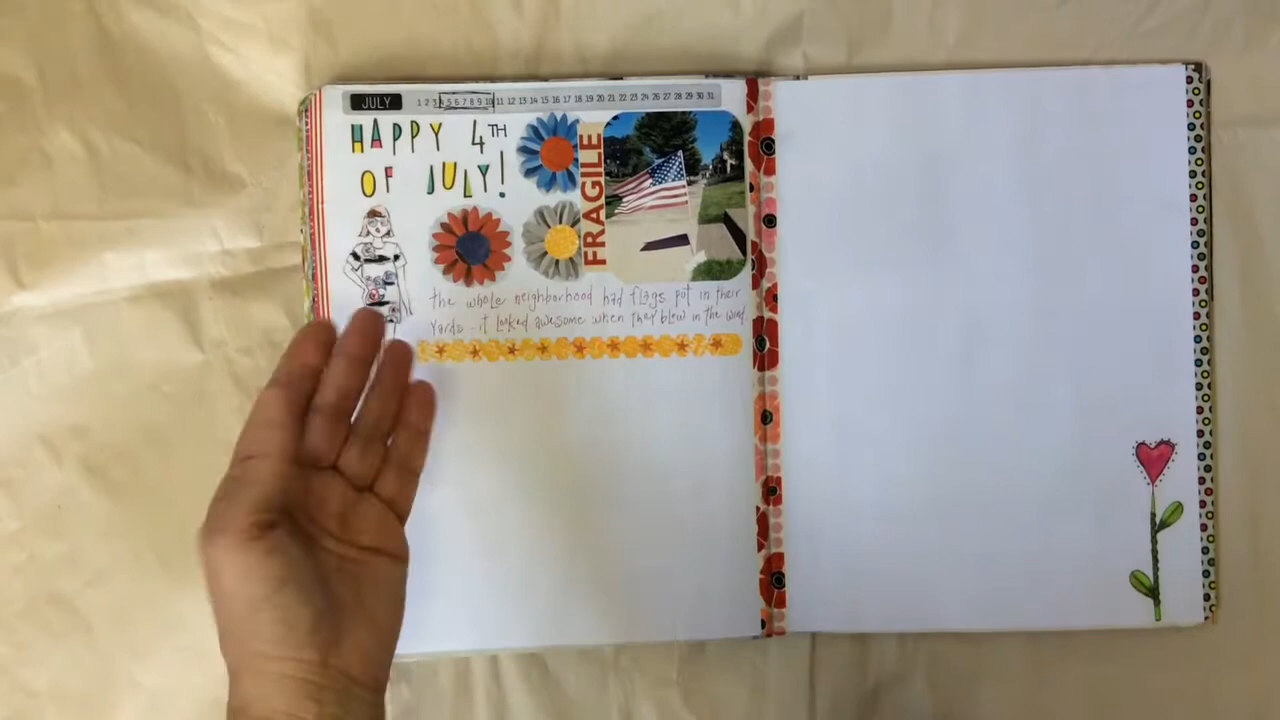 JULY 1 2 3 4 5 6 7 8 9 10 11 12 13 14 15 16 17 18 19 20 21 22 23 24 25 26 27 28 29 30 31
HAPPY 4TH
OF JULY!
FRAGILE
the whole neighborhood had flags put in their
yards - it looked awesome when they blew in the wind.